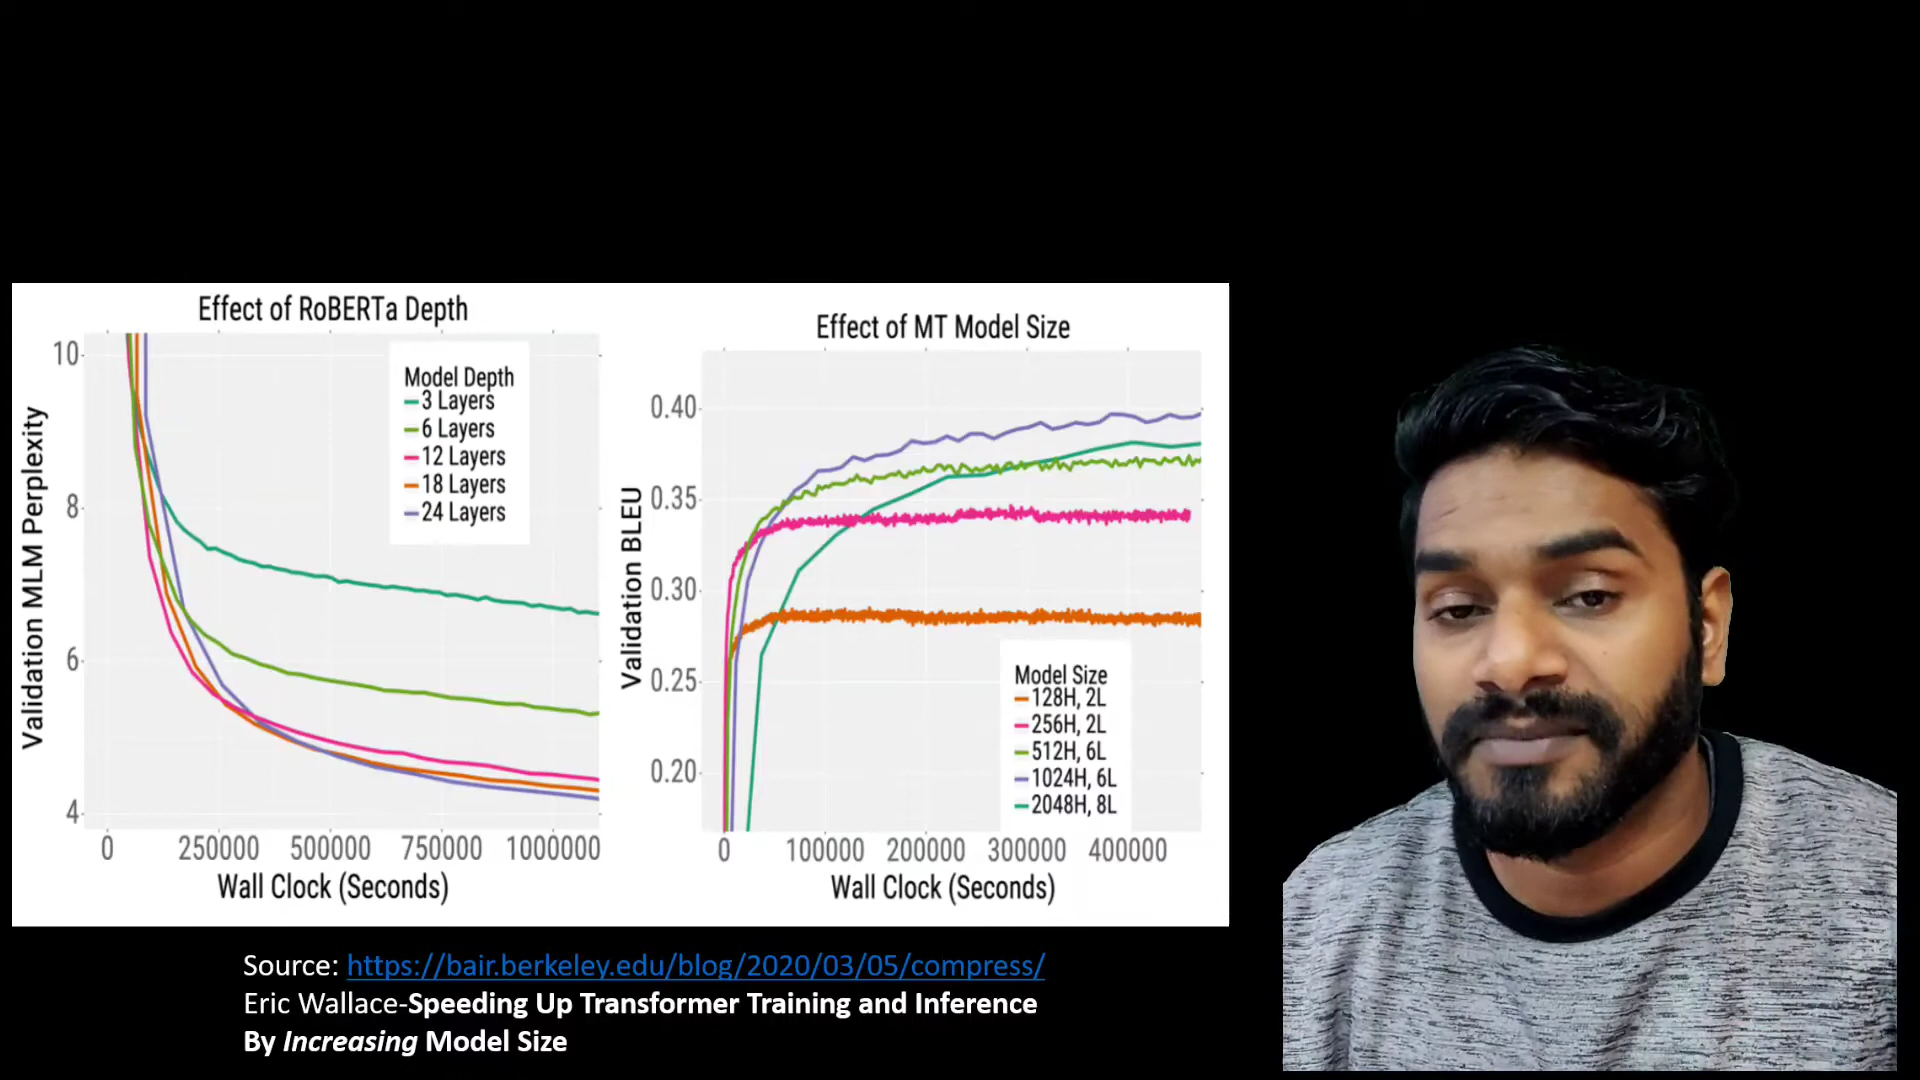 Effect of RoBERTa Depth
Validation MLM Perplexity
10
8
6
4
Model Depth
3 Layers
6 Layers
12 Layers
18 Layers
24 Layers
0 250000 500000 750000 1000000
Wall Clock (Seconds)
Effect of MT Model Size
Validation BLEU
0.40
0.35
0.30
0.25
0.20
Model Size
128H, 2L
256H, 2L
512H, 6L
1024H, 6L
2048H, 8L
0 100000 200000 300000 400000
Wall Clock (Seconds)
Source: https://bair.berkeley.edu/blog/2020/03/05/compress/
Eric Wallace-Speeding Up Transformer Training and Inference
By Increasing Model Size